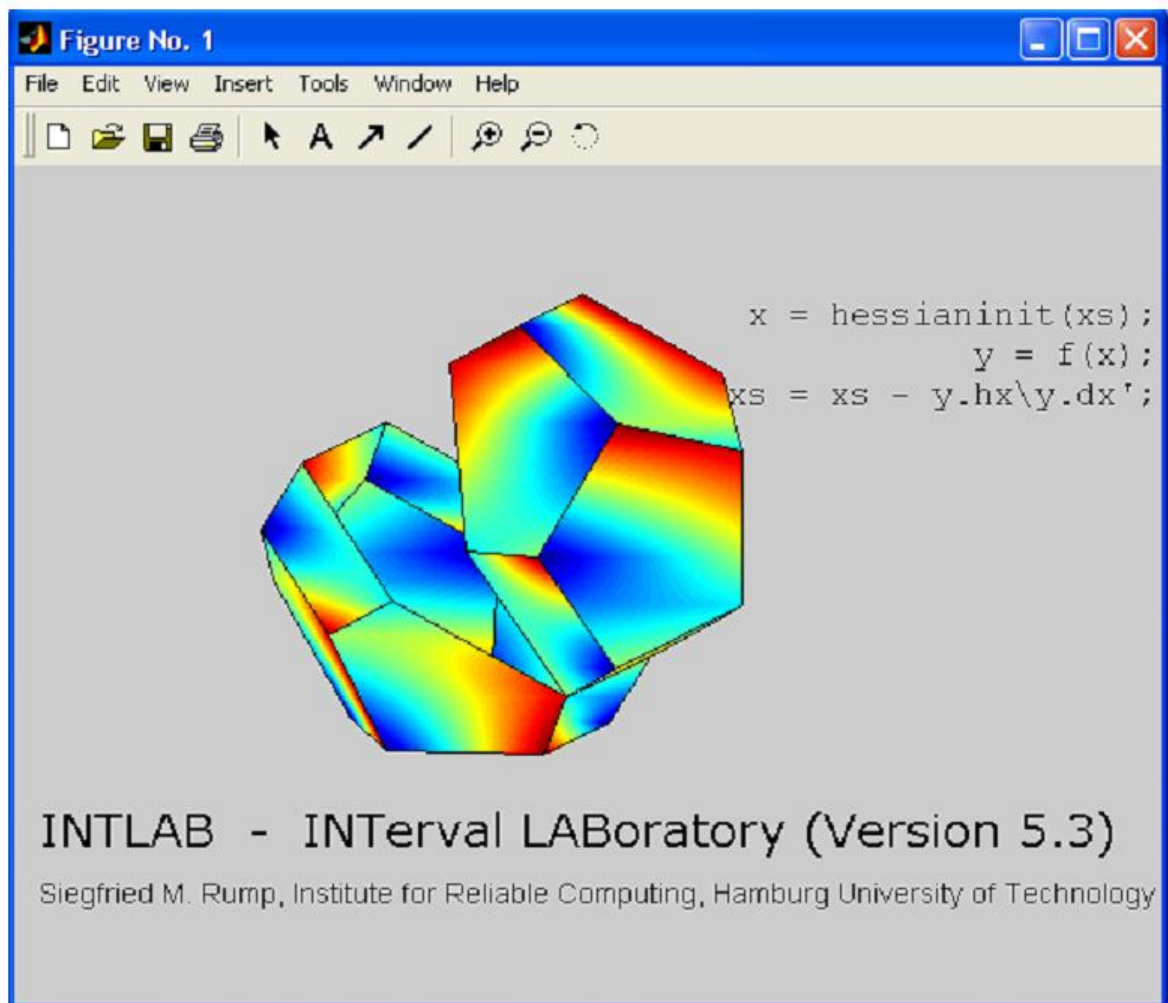 Figure No. 1
File Edit View Insert Tools Window Help
A
x = hessianinit(xs);
y = f(x);
xs = xs - y.hx\y.dx';
INTLAB - INTerval LABoratory (Version 5.3)
Siegfried M. Rump, Institute for Reliable Computing, Hamburg University of Technology